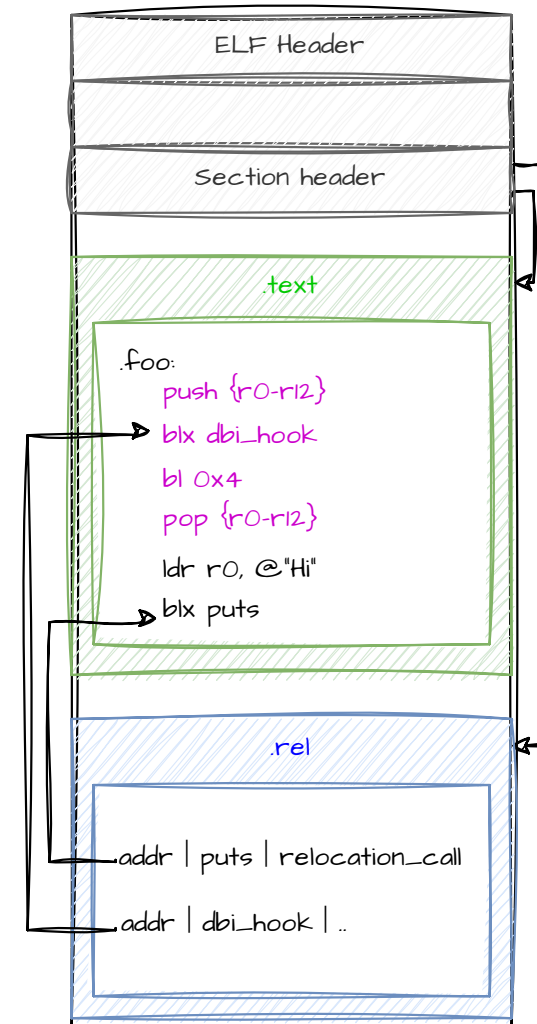 ELF Header
Section header
.text
.foo:
push {r0-r12}
blx dbi_hook
bl 0x4
pop {r0-r12}
ldr r0, @"Hi"
blx puts
.rel
addr | puts | relocation_call
addr | dbi_hook | ..